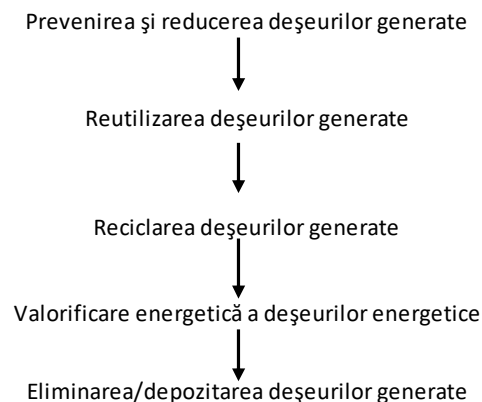 Prevenirea şi reducerea deşeurilor generate
Reutilizarea deşeurilor generate
Reciclarea deşeurilor generate
Valorificare energetică a deşeurilor energetice
Eliminarea/depozitarea deşeurilor generate